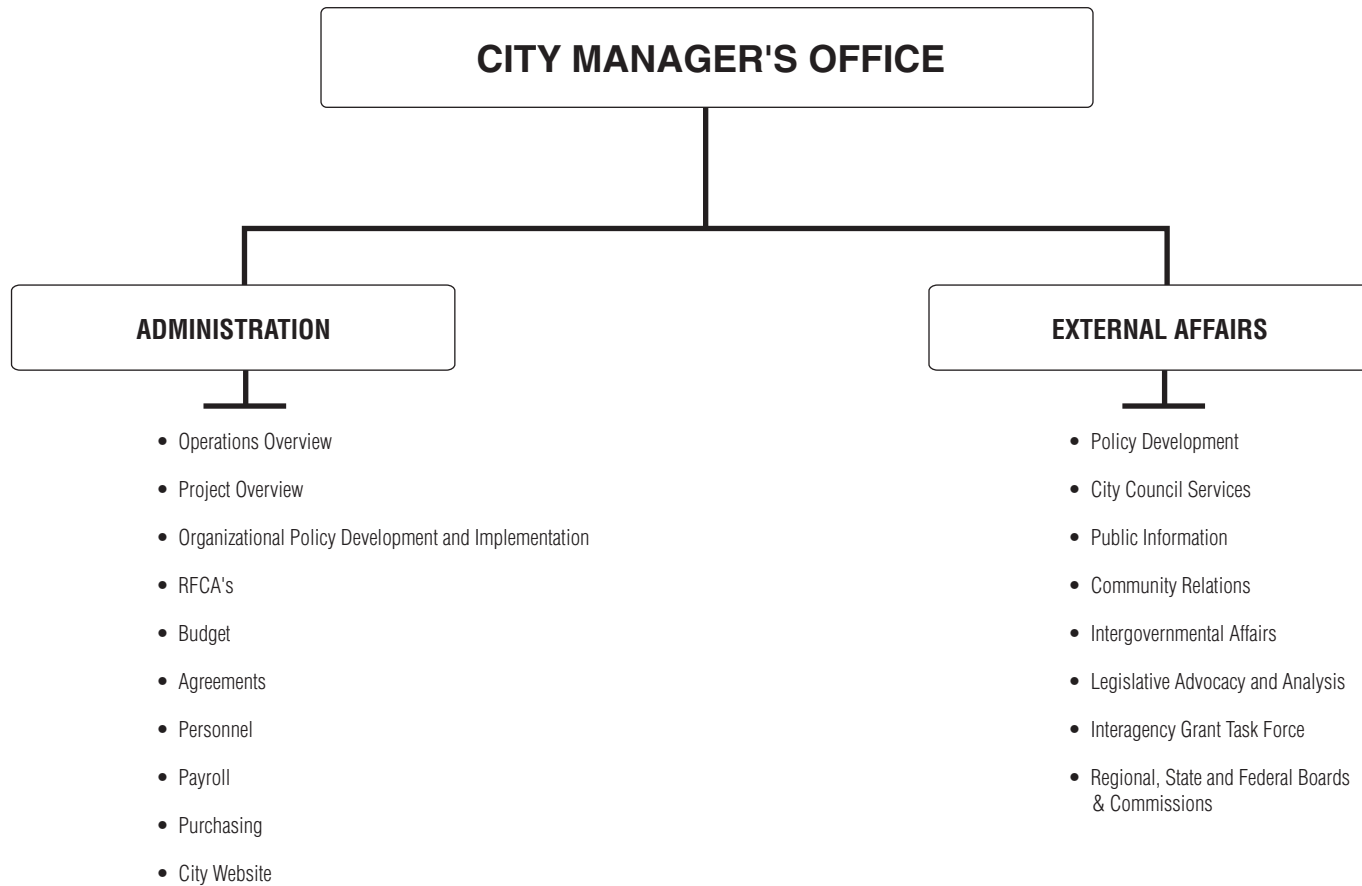 CITY MANAGER'S OFFICE
ADMINISTRATION
• Operations Overview
• Project Overview
• Organizational Policy Development and Implementation
• RFCA's
• Budget
• Agreements
• Personnel
• Payroll
• Purchasing
• City Website
EXTERNAL AFFAIRS
• Policy Development
• City Council Services
• Public Information
• Community Relations
• Intergovernmental Affairs
• Legislative Advocacy and Analysis
• Interagency Grant Task Force
• Regional, State and Federal Boards
& Commissions